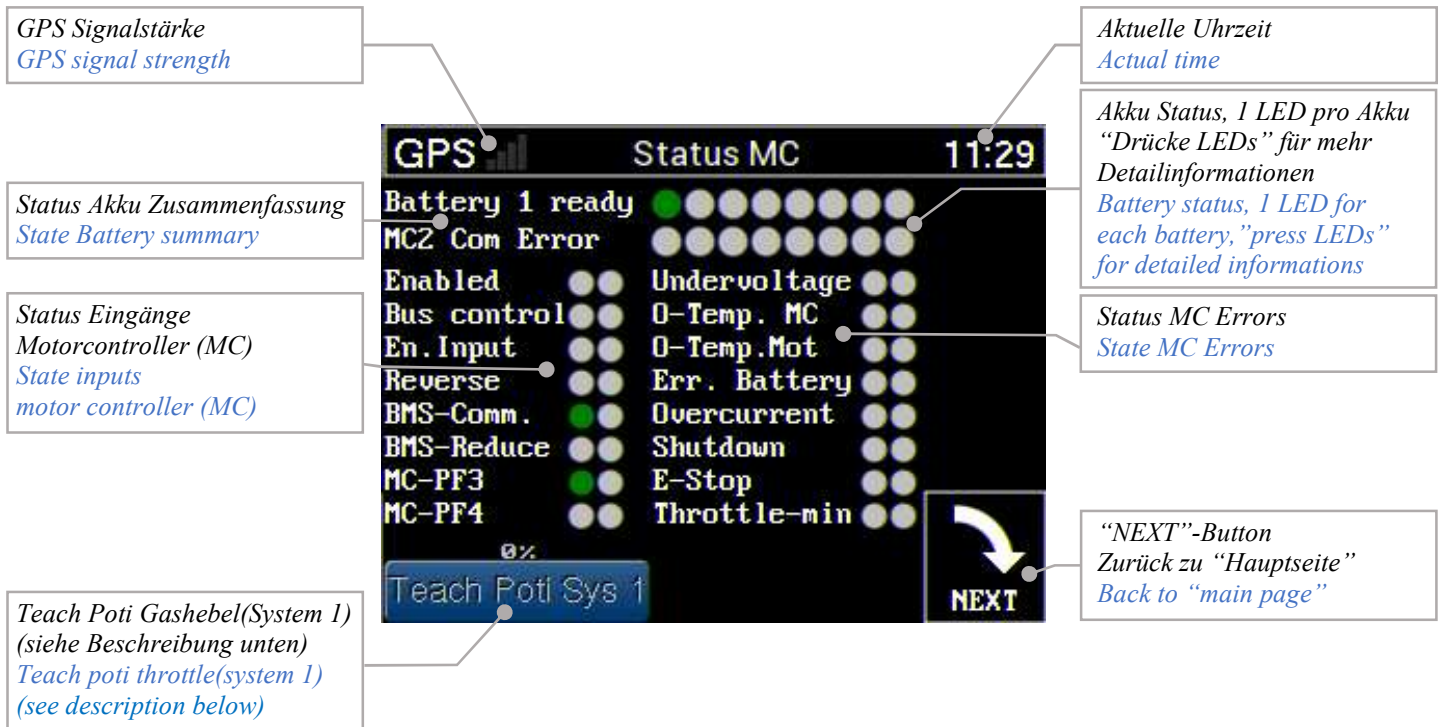 GPS Signalstärke
GPS signal strength
Aktuelle Uhrzeit
Actual time
Akku Status, 1 LED pro Akku
“Drücke LEDs” für mehr
Detailinformationen
Battery status, 1 LED for
each battery,”press LEDs”
for detailed informations
Status Akku Zusammenfassung
State Battery summary
Status Eingänge
Motorcontroller (MC)
State inputs
motor controller (MC)
Status MC Errors
State MC Errors
“NEXT”-Button
Zurück zu “Hauptseite”
Back to “main page”
Teach Poti Gashebel(System 1)
(siehe Beschreibung unten)
Teach poti throttle(system 1)
(see description below)
GPS Status MC 11:29
Battery 1 ready
MC2 Com Error
Enabled Undervoltage
Bus control O-Temp. MC
En.Input O-Temp.Mot
Reverse Err. Battery
BMS-Comm. Overcurrent
BMS-Reduce Shutdown
MC-PF3 E-Stop
MC-PF4 Throttle-min
0%
Teach Poti Sys 1
NEXT